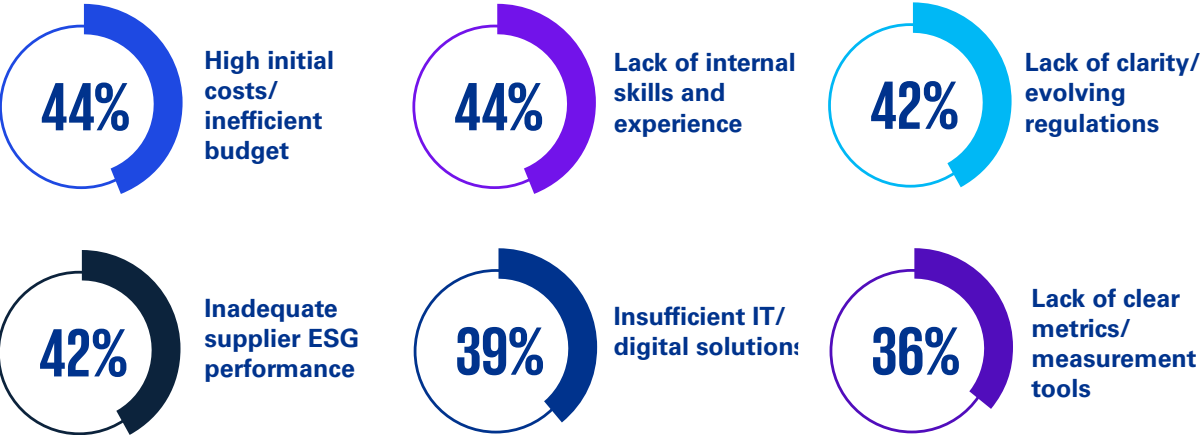 44%
High initial
costs/
inefficient
budget
44%
Lack of internal
skills and
experience
42%
Lack of clarity/
evolving
regulations
42%
Inadequate
supplier ESG
performance
39%
Insufficient IT/
digital solutions
36%
Lack of clear
metrics/
measurement
tools